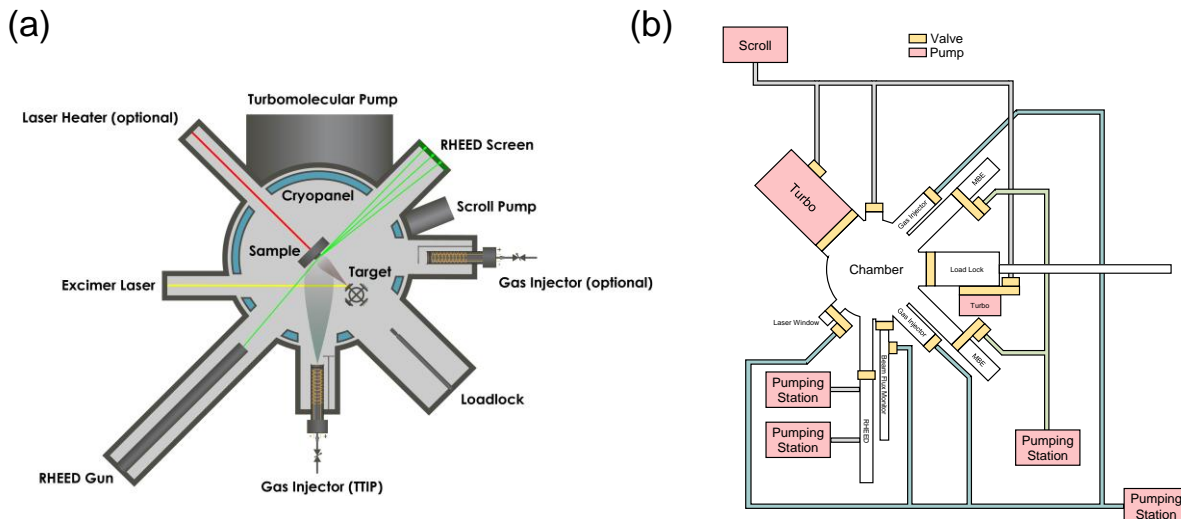 (a)
Turbomolecular Pump
Laser Heater (optional)
RHEED Screen
Cryopanel
Scroll Pump
Sample
Target
Excimer Laser
Gas Injector (optional)
Loadlock
RHEED Gun
Gas Injector (TTIP)
(b)
Scroll
Valve
Pump
Turbo
Gas Injector
MBE
Chamber
Load Lock
Turbo
Laser Window
Gas Injector
MBE
Beam Flux Monitor
RHEED
Pumping
Station
Pumping
Station
Pumping
Station
Pumping
Station